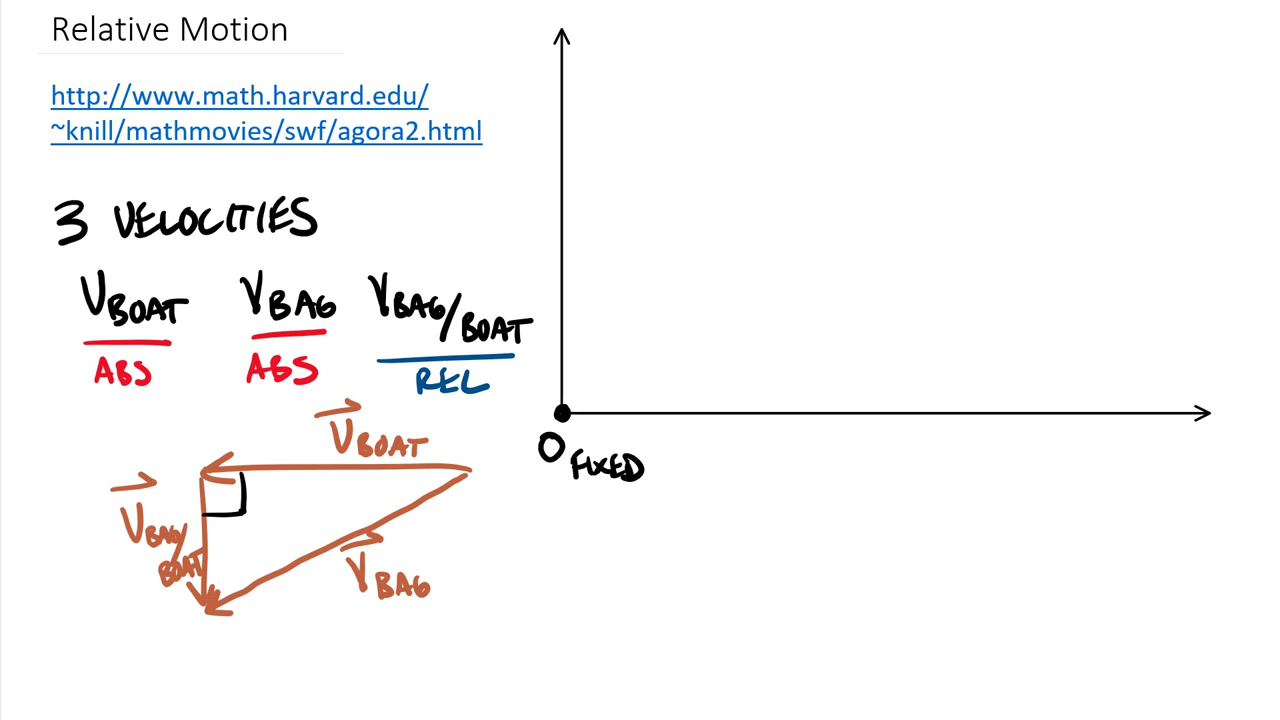 Relative Motion
http://www.math.harvard.edu/
~knill/mathmovies/swf/agora2.html
3 VELOCITIES
VBOAT VBAG VBAG/BOAT
ABS ABS REL
VBOAT
O FIXED
VBAG/
BOAT
VBAG